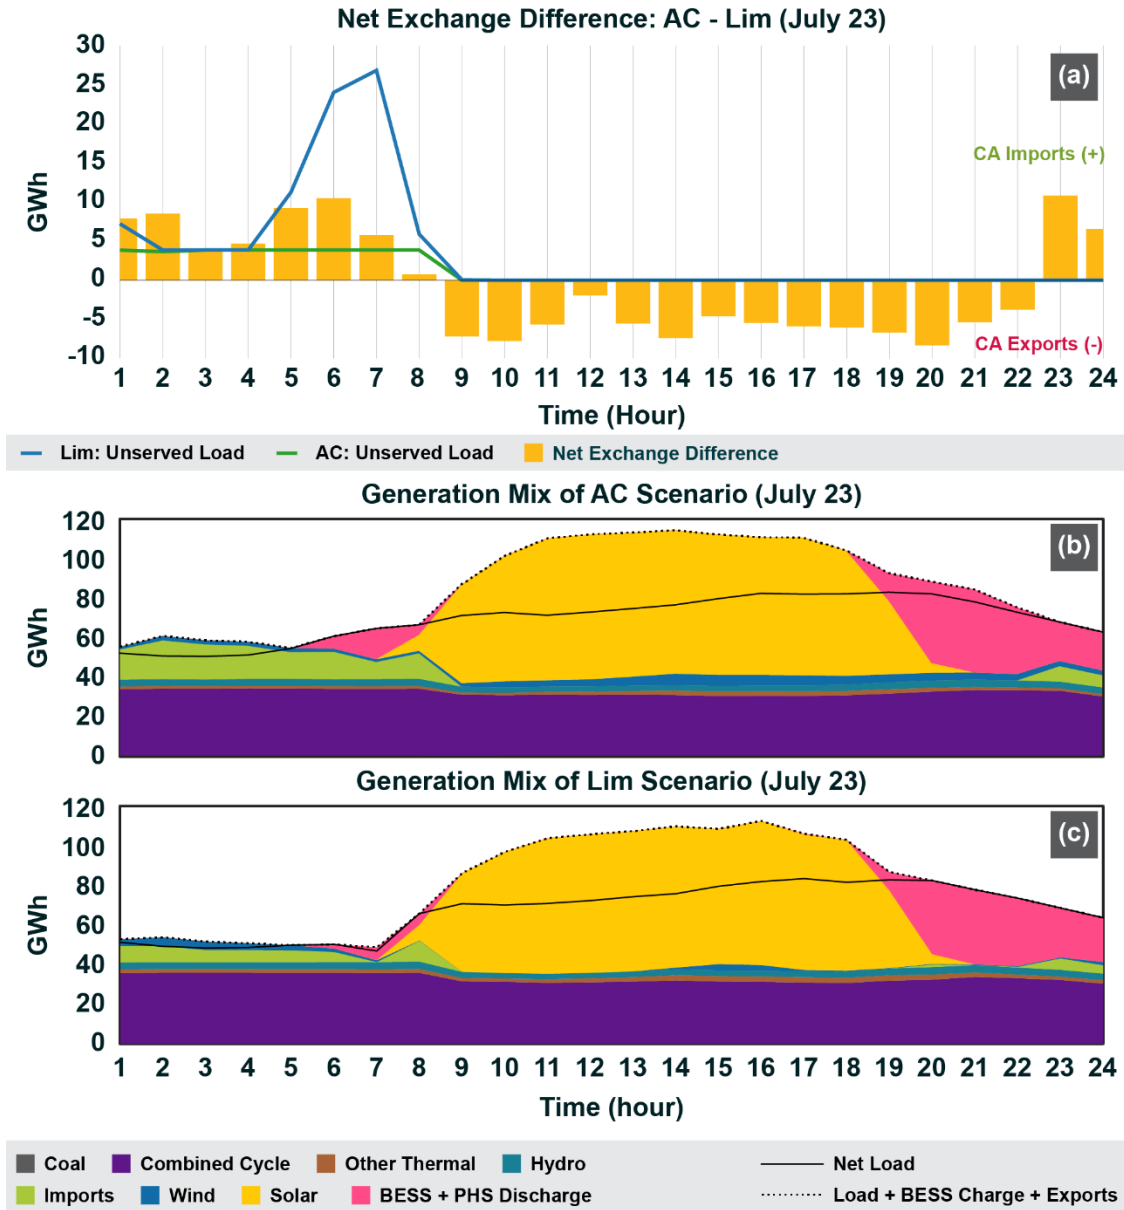 Net Exchange Difference: AC - Lim (July 23)
30
25
20
15
10
5
0
-5
-10
GWh
(a)
CA Imports (+)
CA Exports (-)
1 2 3 4 5 6 7 8 9 10 11 12 13 14 15 16 17 18 19 20 21 22 23 24
Time (Hour)
Lim: Unserved Load AC: Unserved Load Net Exchange Difference
Generation Mix of AC Scenario (July 23)
120
100
80
60
40
20
0
GWh
(b)
Generation Mix of Lim Scenario (July 23)
120
100
80
60
40
20
0
GWh
(c)
1 2 3 4 5 6 7 8 9 10 11 12 13 14 15 16 17 18 19 20 21 22 23 24
Time (hour)
Coal Combined Cycle Other Thermal Hydro Net Load
Imports Wind Solar BESS + PHS Discharge Load + BESS Charge + Exports